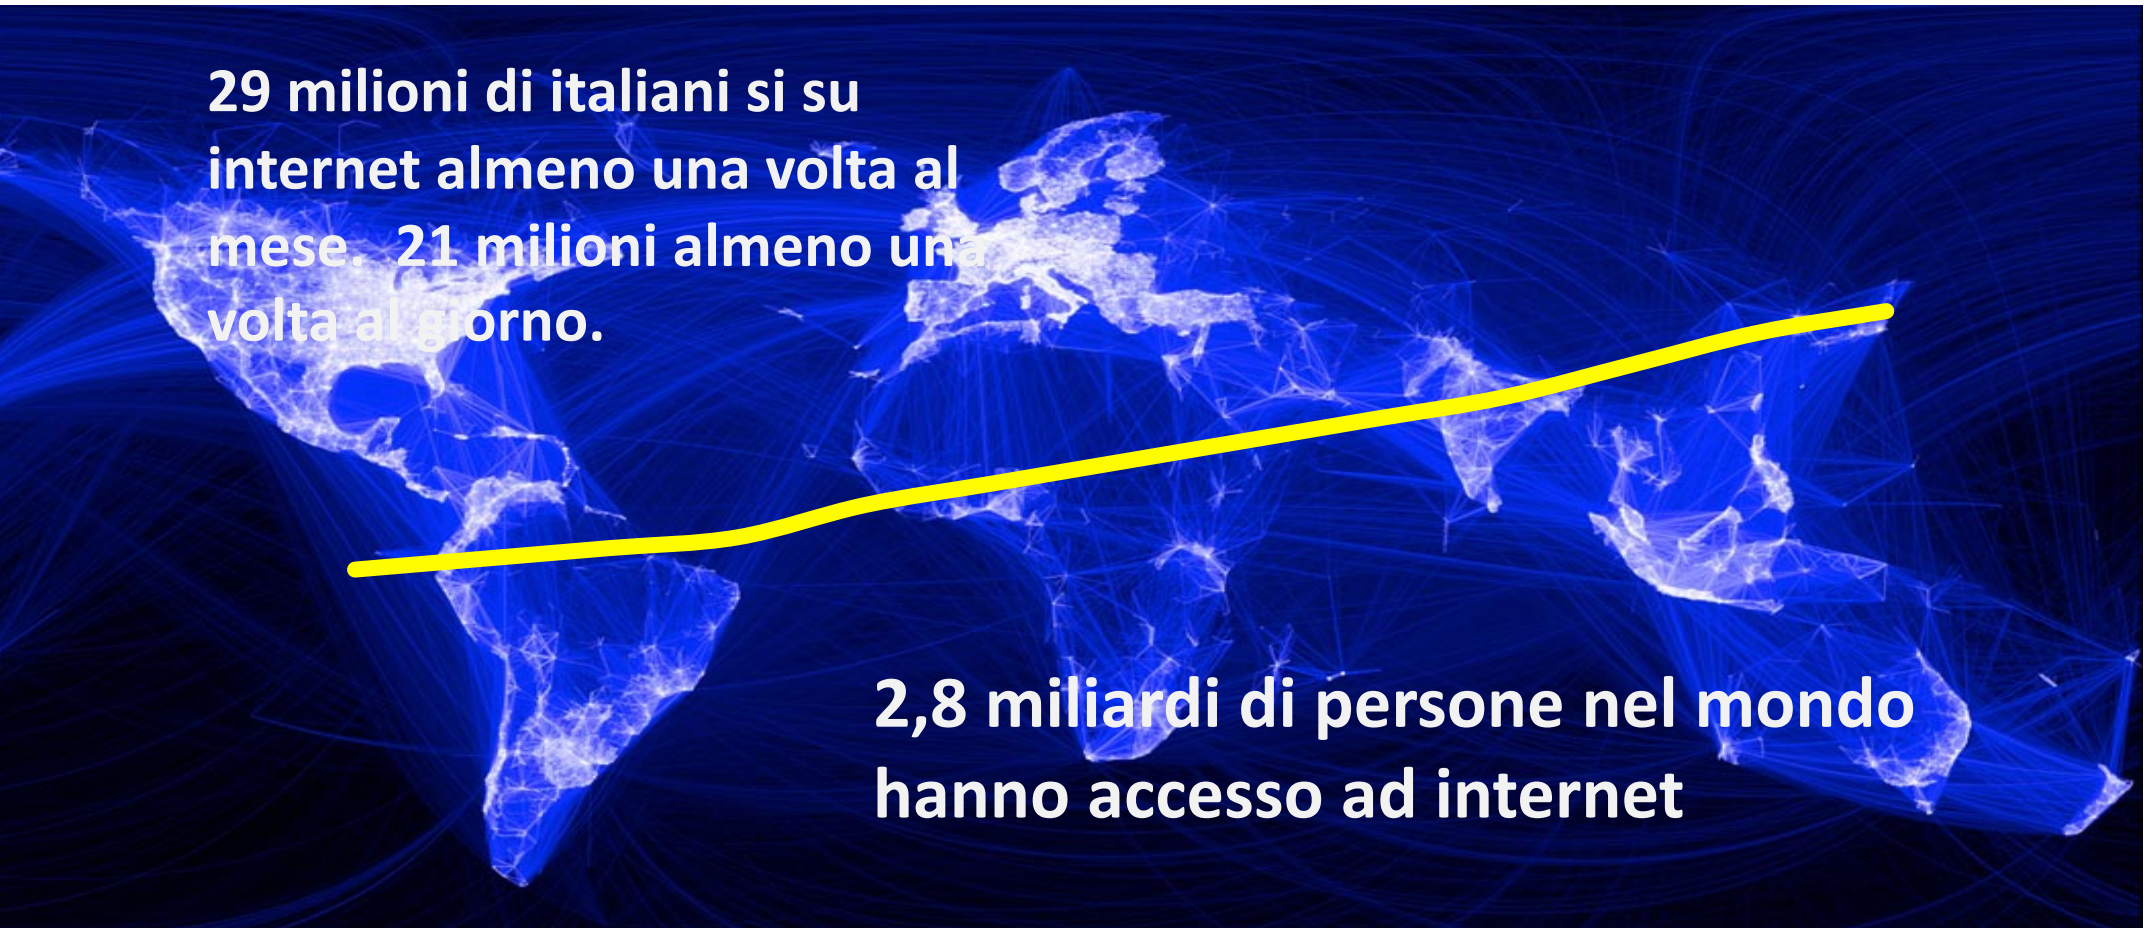 29 milioni di italiani si su
internet almeno una volta al
mese.  21 milioni almeno una
volta al giorno.
2,8 miliardi di persone nel mondo
hanno accesso ad internet